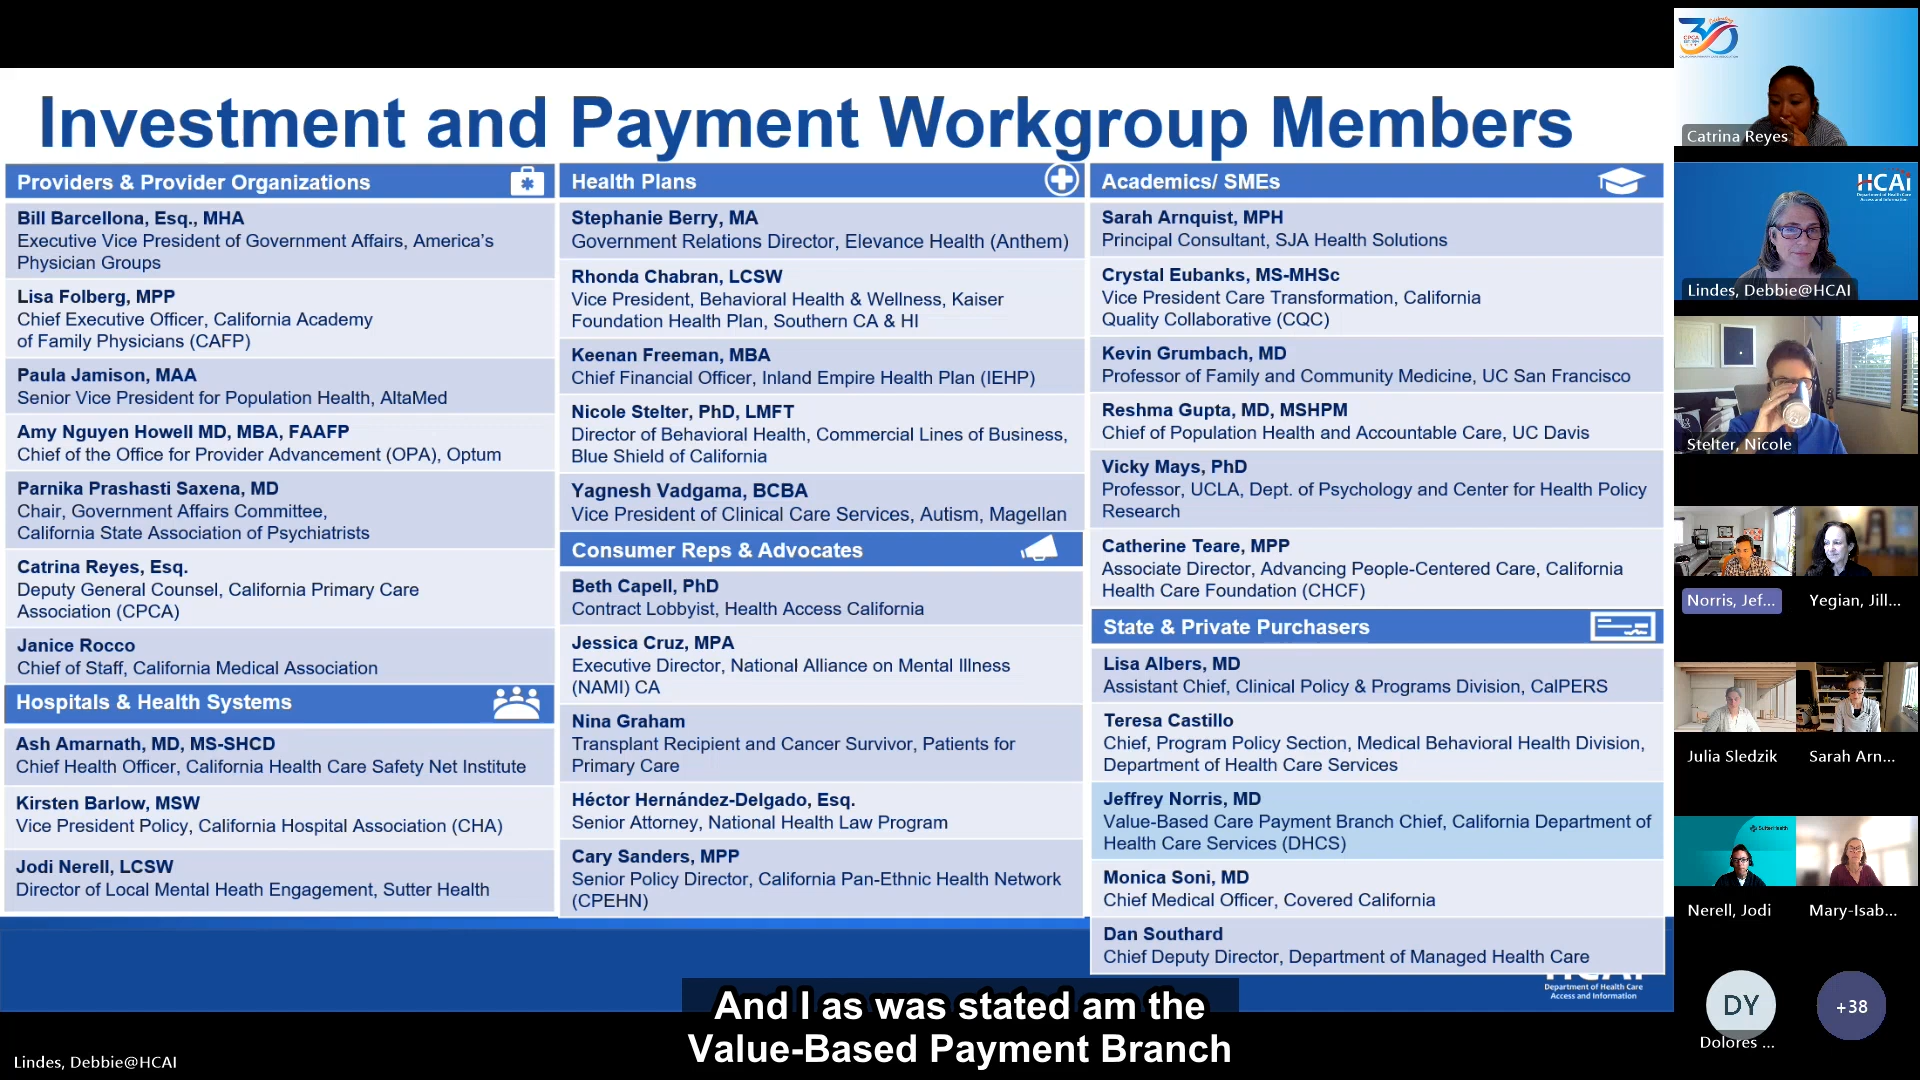 Investment and Payment Workgroup Members
Providers & Provider Organizations
Bill Barcellona, Esq., MHA
Executive Vice President of Government Affairs, America's
Physician Groups
Lisa Folberg, MPP
Chief Executive Officer, California Academy
of Family Physicians (CAFP)
Paula Jamison, MAA
Senior Vice President for Population Health, AltaMed
Amy Nguyen Howell MD, MBA, FAAFP
Chief of the Office for Provider Advancement (OPA), Optum
Parnika Prashasti Saxena, MD
Chair, Government Affairs Committee,
California State Association of Psychiatrists
Catrina Reyes, Esq.
Deputy General Counsel, California Primary Care
Association (CPCA)
Janice Rocco
Chief of Staff, California Medical Association
Hospitals & Health Systems
Ash Amarnath, MD, MS-SHCD
Chief Health Officer, California Health Care Safety Net Institute
Kirsten Barlow, MSW
Vice President Policy, California Hospital Association (CHA)
Jodi Nerell, LCSW
Director of Local Mental Heath Engagement, Sutter Health
Health Plans
Stephanie Berry, MA
Government Relations Director, Elevance Health (Anthem)
Rhonda Chabran, LCSW
Vice President, Behavioral Health & Wellness, Kaiser
Foundation Health Plan, Southern CA & HI
Keenan Freeman, MBA
Chief Financial Officer, Inland Empire Health Plan (IEHP)
Nicole Stelter, PhD, LMFT
Director of Behavioral Health, Commercial Lines of Business,
Blue Shield of California
Yagnesh Vadgama, BCBA
Vice President of Clinical Care Services, Autism, Magellan
Consumer Reps & Advocates
Beth Capell, PhD
Contract Lobbyist, Health Access California
Jessica Cruz, MPA
Executive Director, National Alliance on Mental Illness
(NAMI) CA
Nina Graham
Transplant Recipient and Cancer Survivor, Patients for
Primary Care
Héctor Hernández-Delgado, Esq.
Senior Attorney, National Health Law Program
Cary Sanders, MPP
Senior Policy Director, California Pan-Ethnic Health Network
(CPEHN)
Academics/ SMEs
Sarah Arnquist, MPH
Principal Consultant, SJA Health Solutions
Crystal Eubanks, MS-MHSc
Vice President Care Transformation, California
Quality Collaborative (CQC)
Kevin Grumbach, MD
Professor of Family and Community Medicine, UC San Francisco
Reshma Gupta, MD, MSHPM
Chief of Population Health and Accountable Care, UC Davis
Vicky Mays, PhD
Professor, UCLA, Dept. of Psychology and Center for Health Policy
Research
Catherine Teare, MPP
Associate Director, Advancing People-Centered Care, California
Health Care Foundation (CHCF)
State & Private Purchasers
Lisa Albers, MD
Assistant Chief, Clinical Policy & Programs Division, CalPERS
Teresa Castillo
Chief, Program Policy Section, Medical Behavioral Health Division,
Department of Health Care Services
Jeffrey Norris, MD
Value-Based Care Payment Branch Chief, California Department of
Health Care Services (DHCS)
Monica Soni, MD
Chief Medical Officer, Covered California
Dan Southard
Chief Deputy Director, Department of Managed Health Care
HCAI
Department of Health Care
Access and Information
And I as was stated am the
Value-Based Payment Branch
Lindes, Debbie@HCAI
30
CPCA
Catrina Reyes
HCAi
Department of Health Care
Access and Information
Lindes, Debbie@HCAI
Stelter, Nicole
Norris, Jef...
Yegian, Jill...
Julia Sledzik
Sarah Arn...
Sutter Health
Nerell, Jodi
Mary-Isab...
DY
+38
Dolores ...